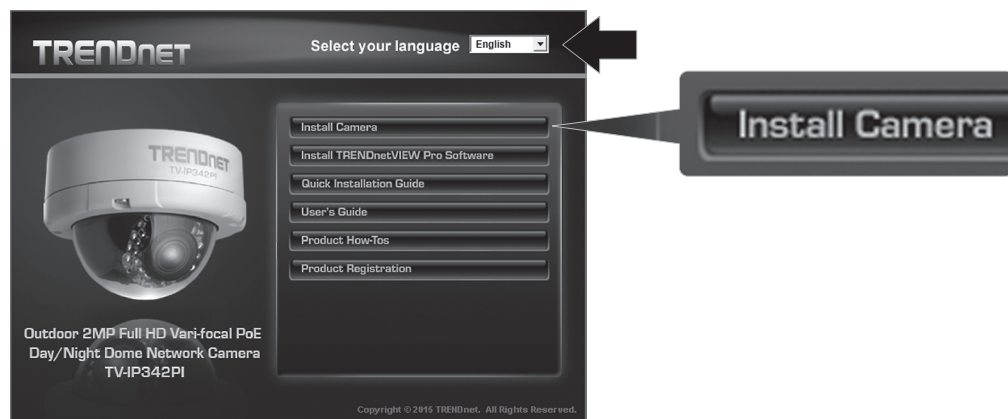 TRENDnet
Select your language English
Install Camera
Install Camera
Install TRENDnetVIEW Pro Software
Quick Installation Guide
User's Guide
Product How-Tos
Product Registration
TRENDnet
TV-IP342PI
Outdoor 2MP Full HD Vari-focal PoE
Day/Night Dome Network Camera
TV-IP342PI
Copyright © 2015 TRENDnet. All Rights Reserved.